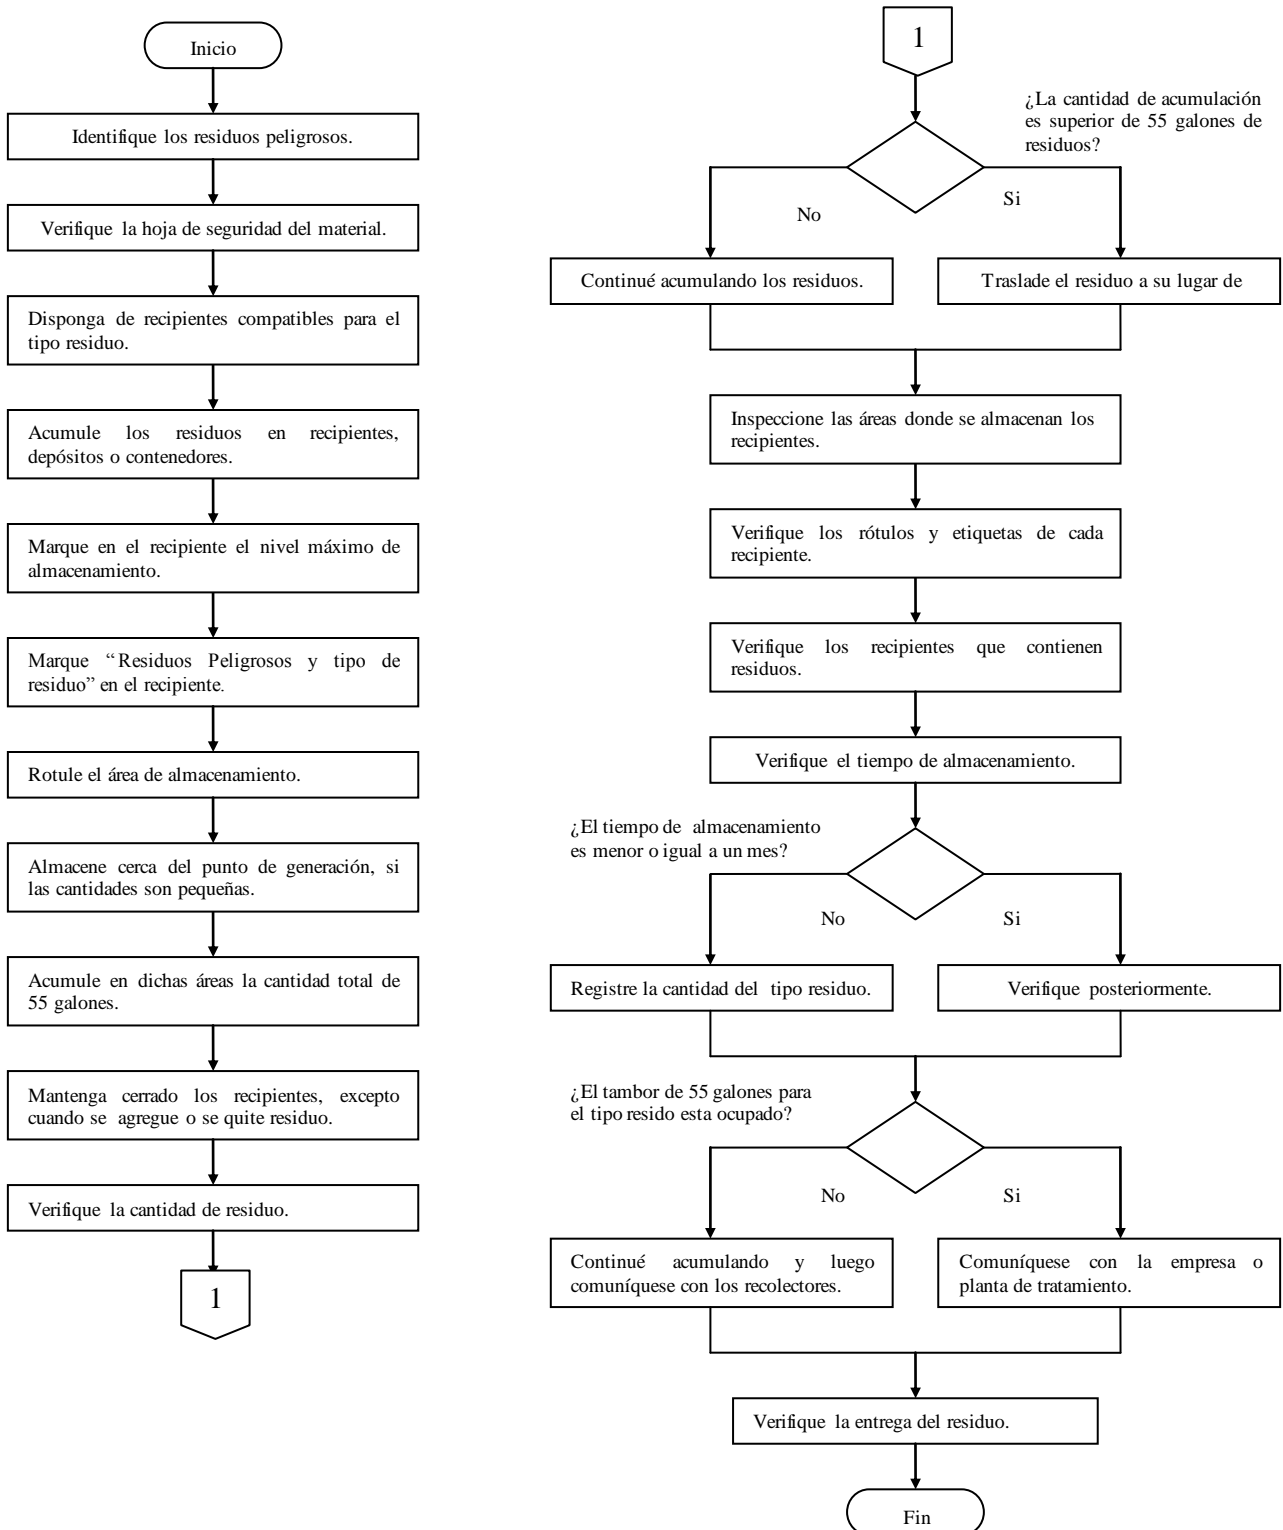 Inicio
Identifique los residuos peligrosos.
Verifique la hoja de seguridad del material.
Disponga de recipientes compatibles para el
tipo residuo.
Acumule los residuos en recipientes,
depósitos o contenedores.
Marque en el recipiente el nivel máximo de
almacenamiento.
Marque “Residuos Peligrosos y tipo de
residuo” en el recipiente.
Rotule el área de almacenamiento.
Almacene cerca del punto de generación, si
las cantidades son pequeñas.
Acumule en dichas áreas la cantidad total de
55 galones.
Mantenga cerrado los recipientes, excepto
cuando se agregue o se quite residuo.
Verifique la cantidad de residuo.
1
1
¿La cantidad de acumulación
es superior de 55 galones de
residuos?
No
Si
Continué acumulando los residuos.
Traslade el residuo a su lugar de
Inspeccione las áreas donde se almacenan los
recipientes.
Verifique los rótulos y etiquetas de cada
recipiente.
Verifique los recipientes que contienen
residuos.
Verifique el tiempo de almacenamiento.
¿El tiempo de almacenamiento
es menor o igual a un mes?
No
Si
Registre la cantidad del tipo residuo.
Verifique posteriormente.
¿El tambor de 55 galones para
el tipo resido esta ocupado?
No
Si
Continué acumulando y luego
comuníquese con los recolectores.
Comuníquese con la empresa o
planta de tratamiento.
Verifique la entrega del residuo.
Fin